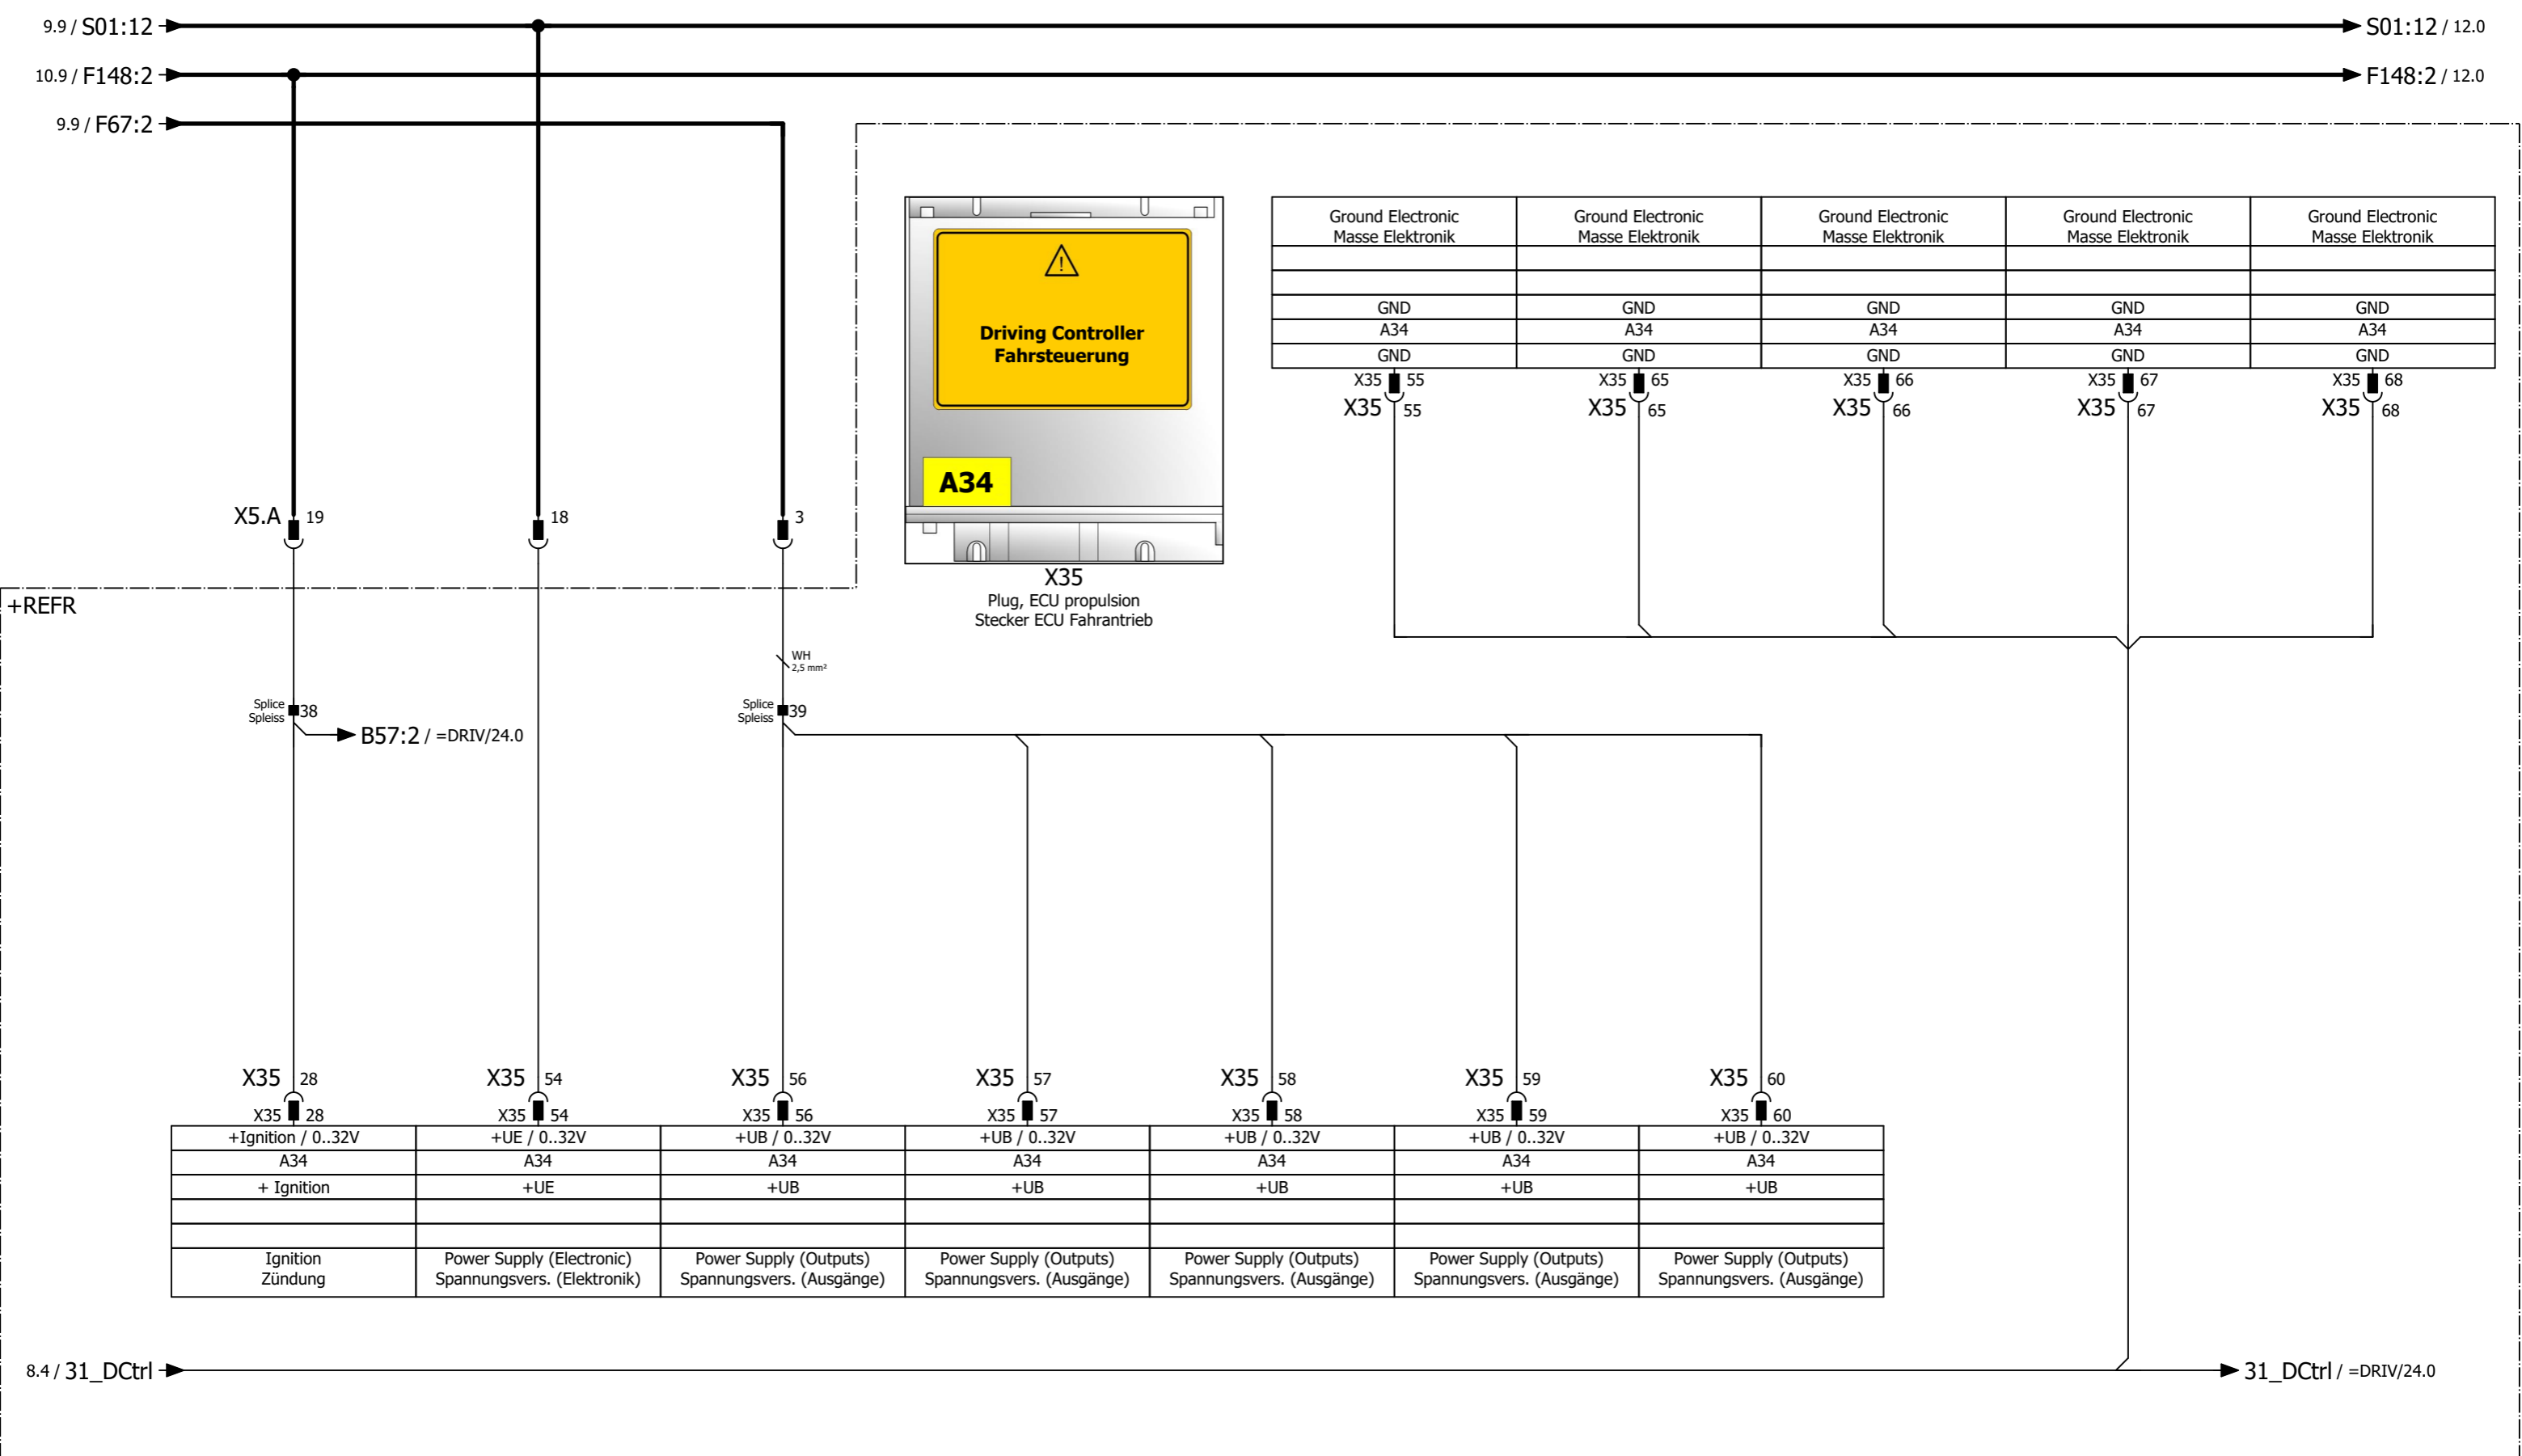 9.9 / S01:12
S01:12 / 12.0
10.9 / F148:2
F148:2 / 12.0
9.9 / F67:2
Ground Electronic Ground Electronic Ground Electronic Ground Electronic Ground Electronic
Masse Elektronik Masse Elektronik Masse Elektronik Masse Elektronik Masse Elektronik
GND GND GND GND GND
A34 A34 A34 A34 A34
GND GND GND GND GND
X35 55 X35 65 X35 66 X35 67 X35 68
X35 55 X35 65 X35 66 X35 67 X35 68
!
Driving Controller
Fahrsteuerung
A34
X35
Plug, ECU propulsion
Stecker ECU Fahrantrieb
X5.A 19 18 3
+REFR
WH
2,5 mm²
Splice
Spleiss
38
B57:2 / =DRIV/24.0
Splice
Spleiss
39
X35 28 X35 54 X35 56 X35 57 X35 58 X35 59 X35 60
X35 28 X35 54 X35 56 X35 57 X35 58 X35 59 X35 60
+Ignition / 0..32V +UE / 0..32V +UB / 0..32V +UB / 0..32V +UB / 0..32V +UB / 0..32V +UB / 0..32V
A34 A34 A34 A34 A34 A34 A34
+ Ignition +UE +UB +UB +UB +UB +UB
Ignition Power Supply (Electronic) Power Supply (Outputs) Power Supply (Outputs) Power Supply (Outputs) Power Supply (Outputs) Power Supply (Outputs)
Zündung Spannungsvers. (Elektronik) Spannungsvers. (Ausgänge) Spannungsvers. (Ausgänge) Spannungsvers. (Ausgänge) Spannungsvers. (Ausgänge) Spannungsvers. (Ausgänge)
8.4 / 31_DCtrl
31_DCtrl / =DRIV/24.0